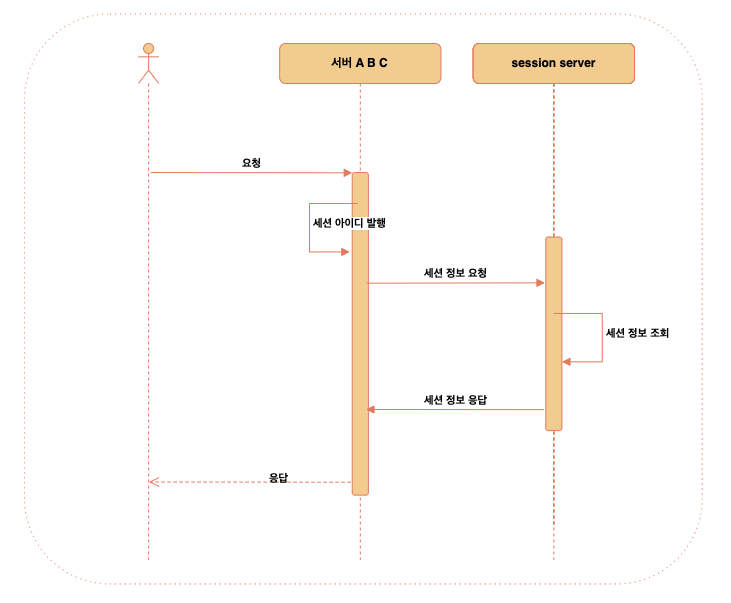 서버 A B C
session server
요청
세션 아이디 발행
세션 정보 요청
세션 정보 조회
세션 정보 응답
응답